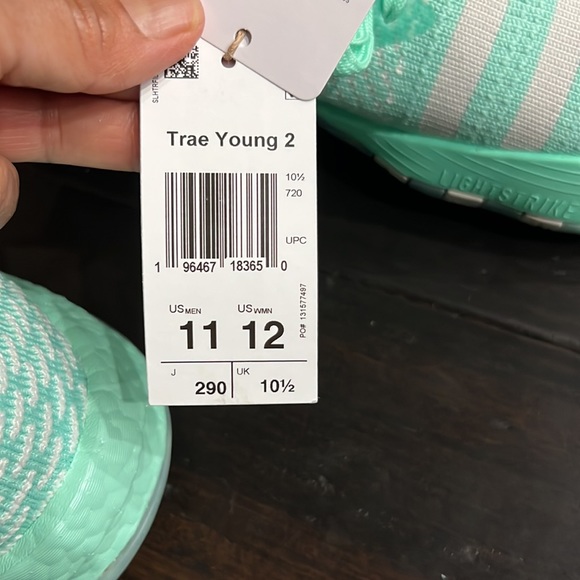 Trae Young 2
10½
720
UPC
1 96467 18365 0
US MEN US WMN
11 12
PO# 131577497
J UK
290 10½
LIGHTSTRIKE